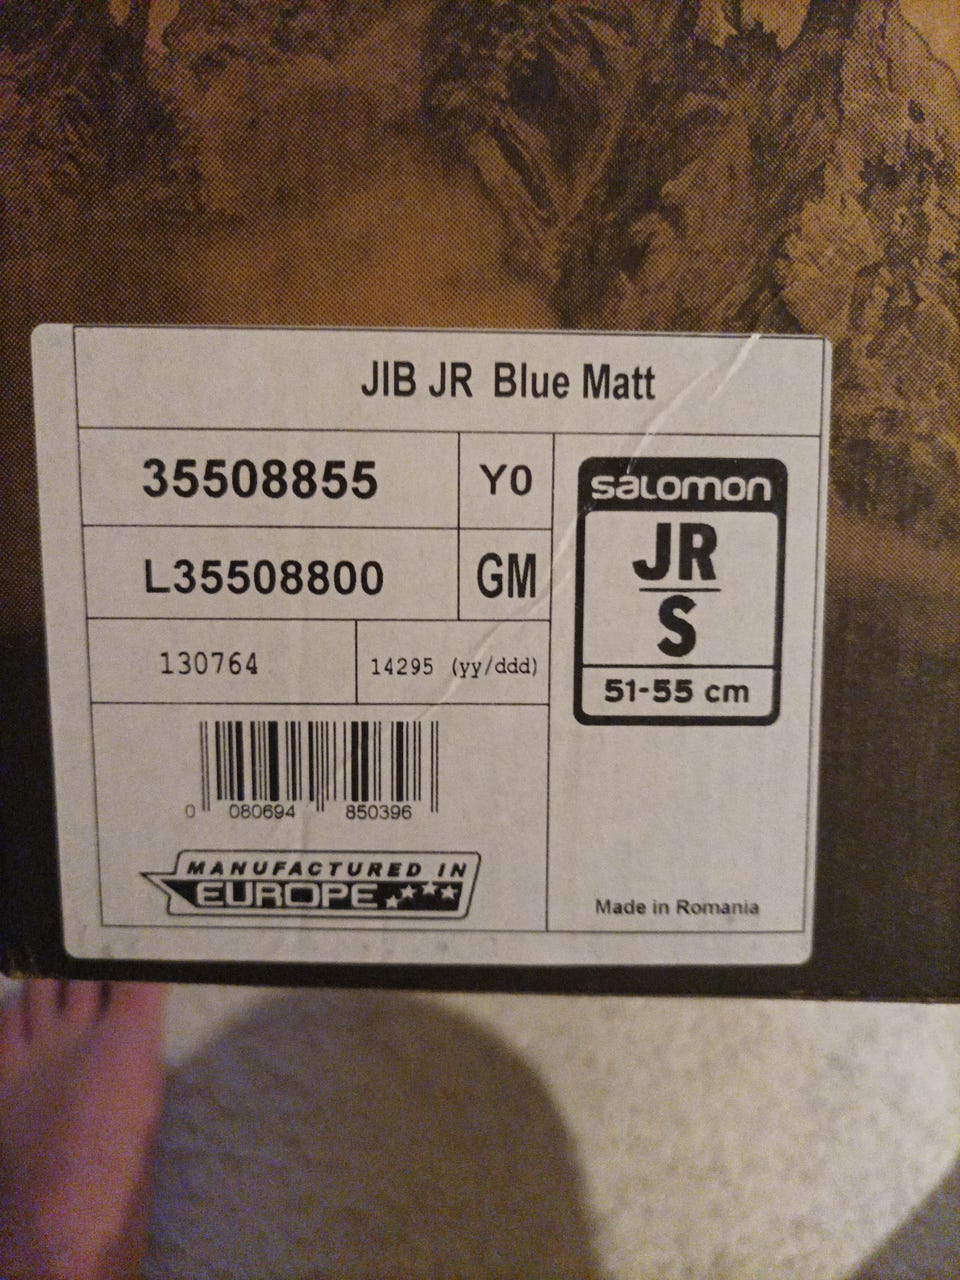 JIB JR Blue Matt
35508855 Y0
L35508800 GM
130764 14295 (yy/ddd)
salomon
JR
S
51-55 cm
0 080694 850396
MANUFACTURED IN
EUROPE
Made in Romania